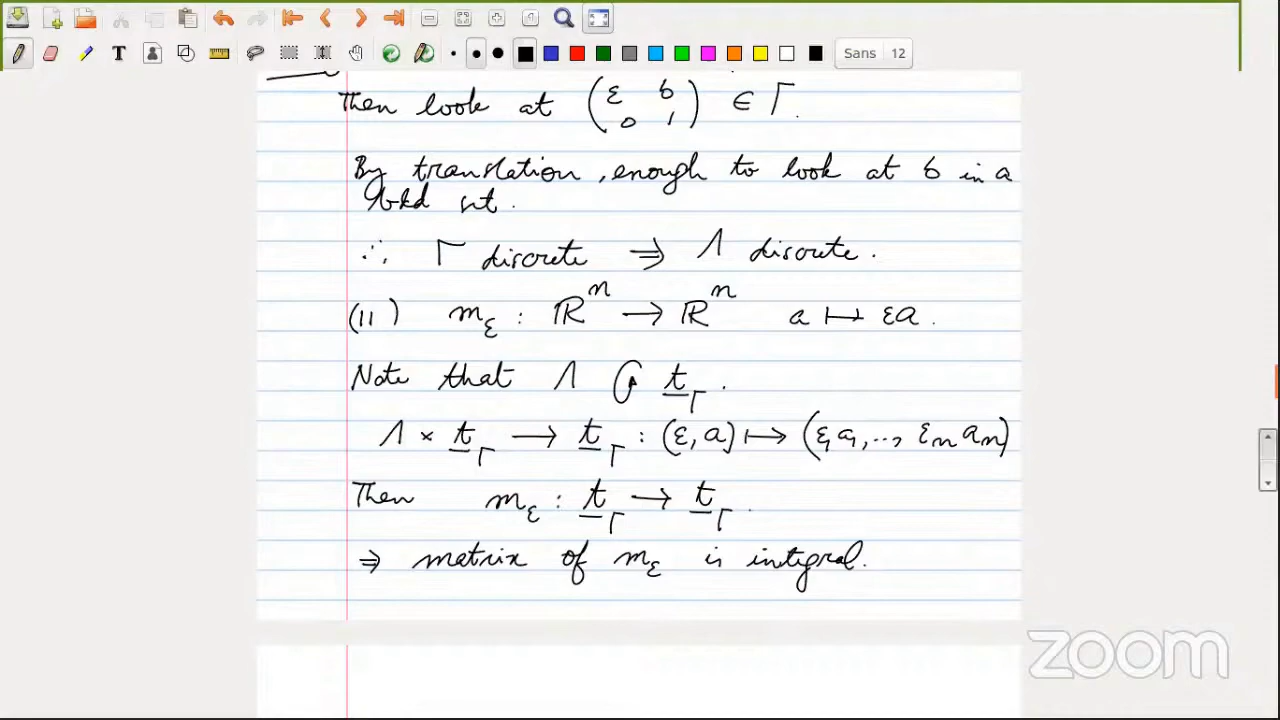 Sans 12
Then look at (ε b 0 1) ∈ Γ.
By translation, enough to look at b in a
bdd set.
∴ Γ discrete ⇒ Λ discrete.
(II) m_ε : ℝ^n → ℝ^n a ↦ εa.
Note that Λ t_Γ.
Λ × t_Γ → t_Γ : (ε, a) ↦ (ε_1 a_1, ..., ε_n a_n)
Then m_ε : t_Γ → t_Γ.
⇒ matrix of m_ε is integral.
zoom